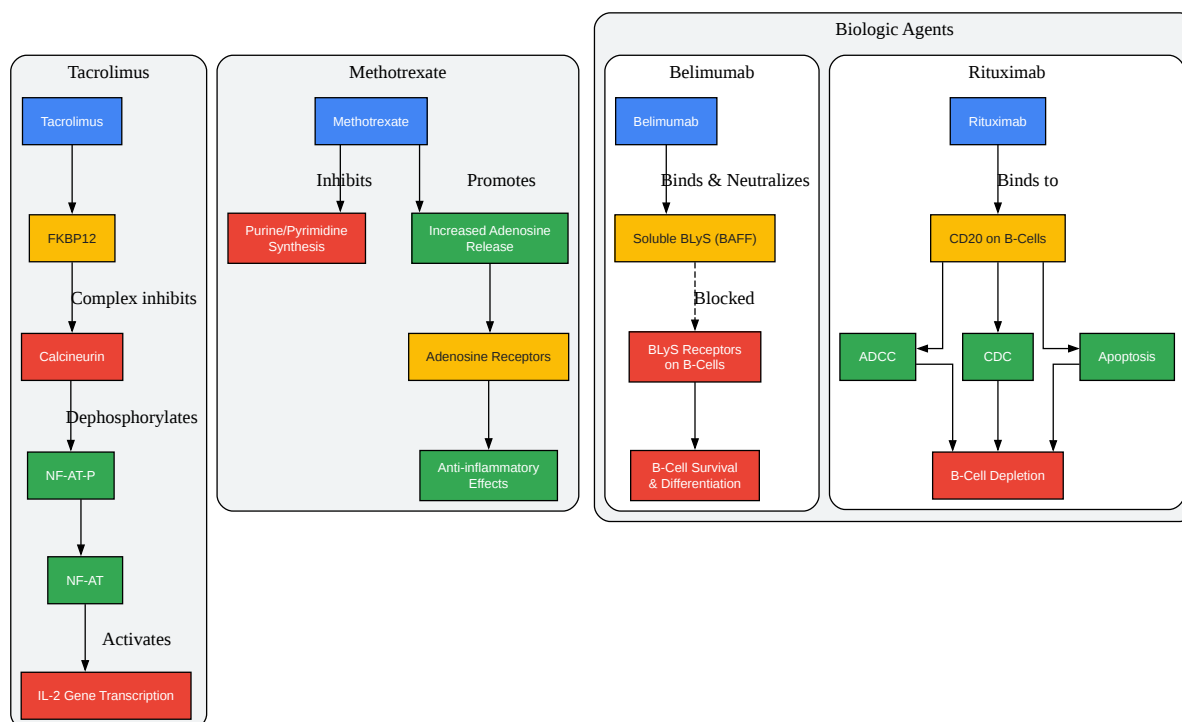 Biologic Agents
Tacrolimus
Tacrolimus
FKBP12
Complex inhibits
Calcineurin
Dephosphorylates
NF-AT-P
NF-AT
Activates
IL-2 Gene Transcription
Methotrexate
Methotrexate
Inhibits
Promotes
Purine/Pyrimidine
Synthesis
Increased Adenosine
Release
Adenosine Receptors
Anti-inflammatory
Effects
Belimumab
Belimumab
Binds & Neutralizes
Soluble BLyS (BAFF)
Blocked
BLyS Receptors
on B-Cells
B-Cell Survival
& Differentiation
Rituximab
Rituximab
Binds to
CD20 on B-Cells
ADCC
CDC
Apoptosis
B-Cell Depletion